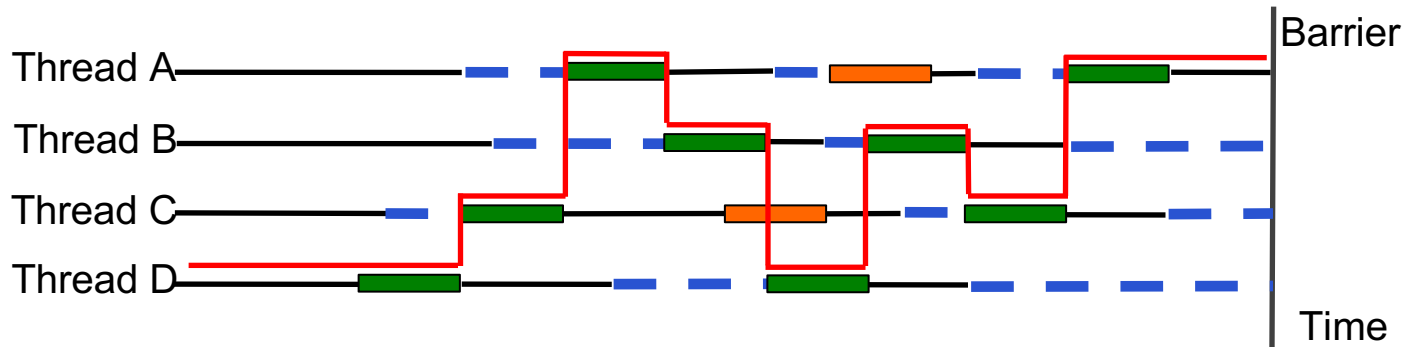 Barrier
Thread A
Thread B
Thread C
Thread D
Time